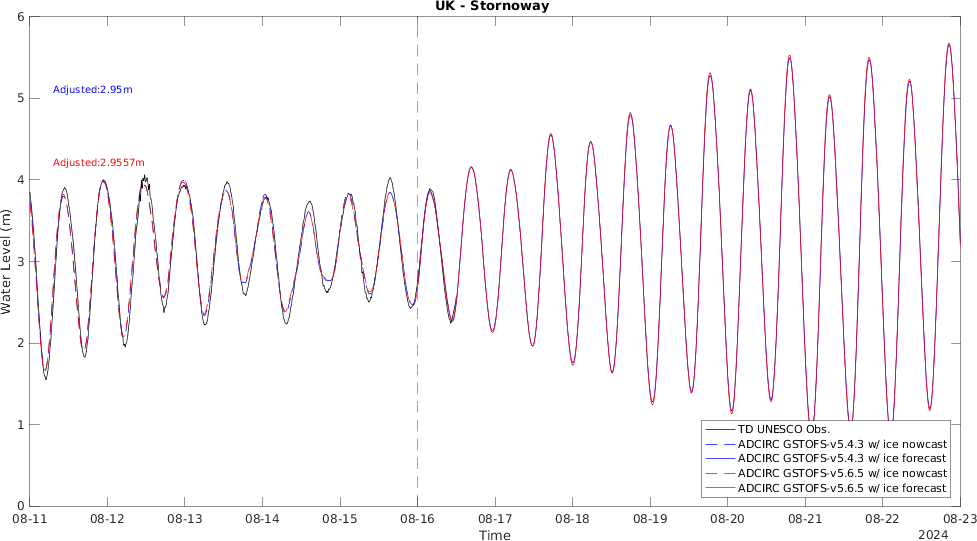 UK - Stornoway
6
5
4
3
2
1
0
Water Level (m)
Adjusted:2.95m
Adjusted:2.9557m
TD UNESCO Obs.
ADCIRC GSTOFS-v5.4.3 w/ ice nowcast
ADCIRC GSTOFS-v5.4.3 w/ ice forecast
ADCIRC GSTOFS-v5.6.5 w/ ice nowcast
ADCIRC GSTOFS-v5.6.5 w/ ice forecast
08-11 08-12 08-13 08-14 08-15 08-16 08-17 08-18 08-19 08-20 08-21 08-22 08-23
Time
2024